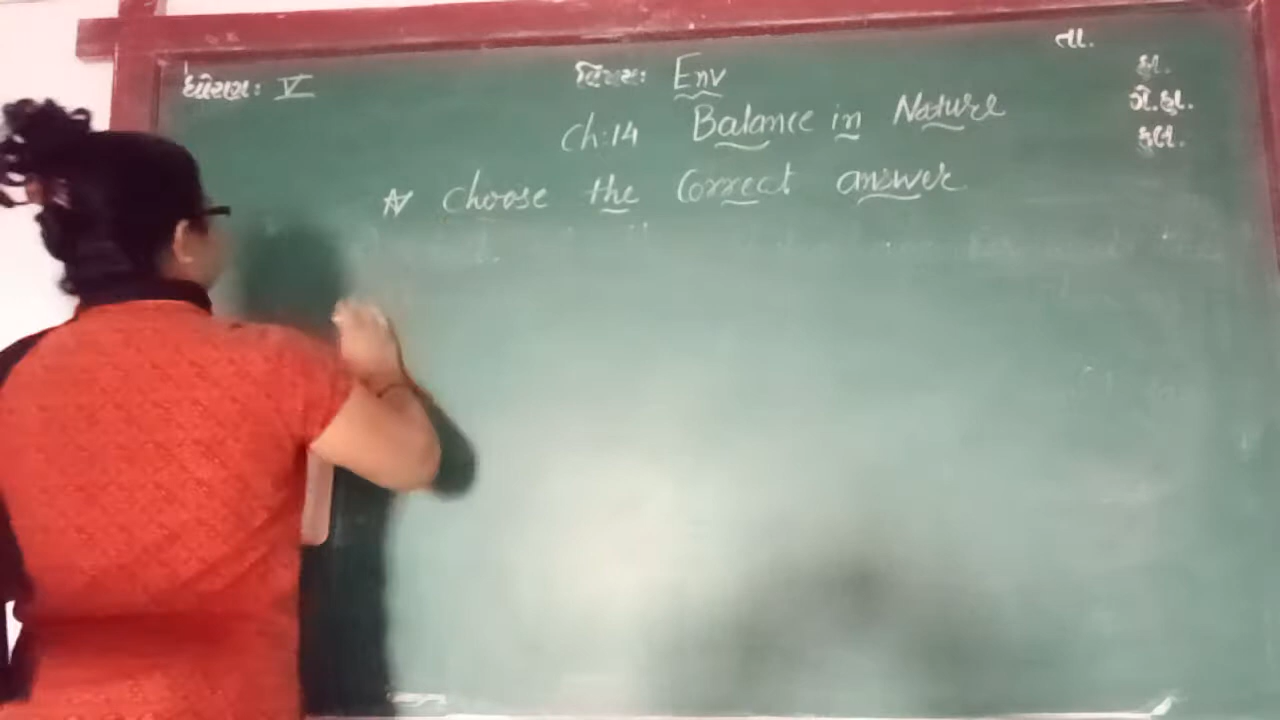 ધોરણ: V વિષય: Env તા.
Ch:14 Balance in Nature
☆ Choose the Correct answer
હા.
ગે.હા.
કુલ.